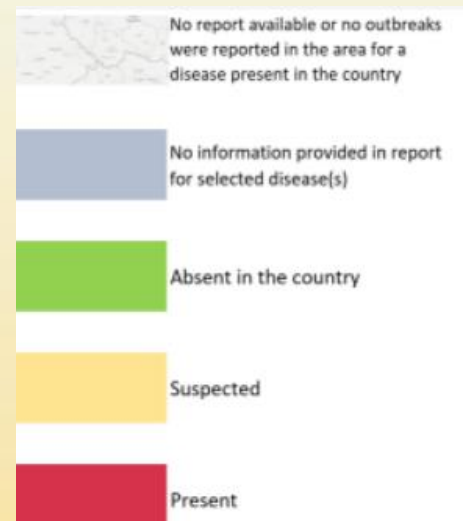 No report available or no outbreaks
were reported in the area for a
disease present in the country
No information provided in report
for selected disease(s)
Absent in the country
Suspected
Present